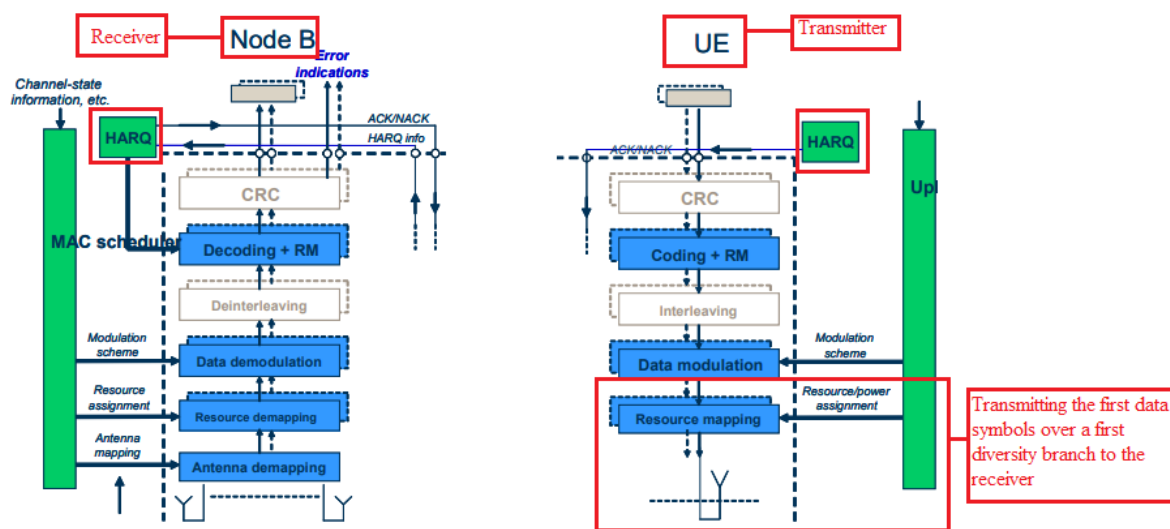 Receiver
Node B
Error
indications
Channel-state
information, etc.
HARQ
ACK/NACK
HARQ info
CRC
MAC scheduler
Decoding + RM
Deinterleaving
Modulation
scheme
Data demodulation
Resource
assignment
Resource demapping
Antenna
mapping
Antenna demapping
UE
Transmitter
ACK/NACK
HARQ
CRC
Upl
Coding + RM
Interleaving
Modulation
scheme
Data modulation
Resource/power
assignment
Resource mapping
Transmitting the first data
symbols over a first
diversity branch to the
receiver